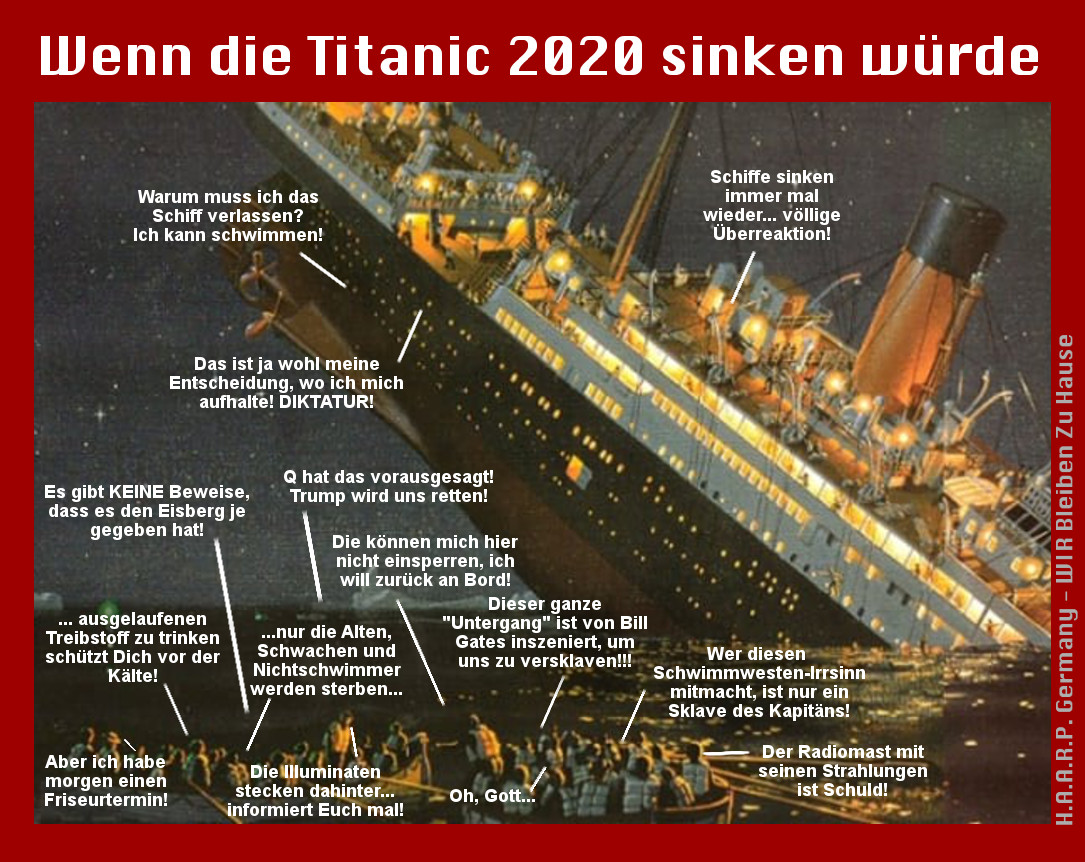 Wenn die Titanic 2020 sinken würde
Warum muss ich das
Schiff verlassen?
Ich kann schwimmen!
Schiffe sinken
immer mal
wieder... völlige
Überreaktion!
Das ist ja wohl meine
Entscheidung, wo ich mich
aufhalte! DIKTATUR!
Q hat das vorausgesagt!
Trump wird uns retten!
Es gibt KEINE Beweise,
dass es den Eisberg je
gegeben hat!
Die können mich hier
nicht einsperren, ich
will zurück an Bord!
Dieser ganze
"Untergang" ist von Bill
Gates inszeniert, um
uns zu versklaven!!!
... ausgelaufenen
Treibstoff zu trinken
schützt Dich vor der
Kälte!
...nur die Alten,
Schwachen und
Nichtschwimmer
werden sterben...
Wer diesen
Schwimmwesten-Irrsinn
mitmacht, ist nur ein
Sklave des Kapitäns!
Aber ich habe
morgen einen
Friseurtermin!
Die Illuminaten
stecken dahinter...
informiert Euch mal!
Oh, Gott...
Der Radiomast mit
seinen Strahlungen
ist Schuld!
H.A.A.R.P. Germany - WIR Bleiben Zu Hause